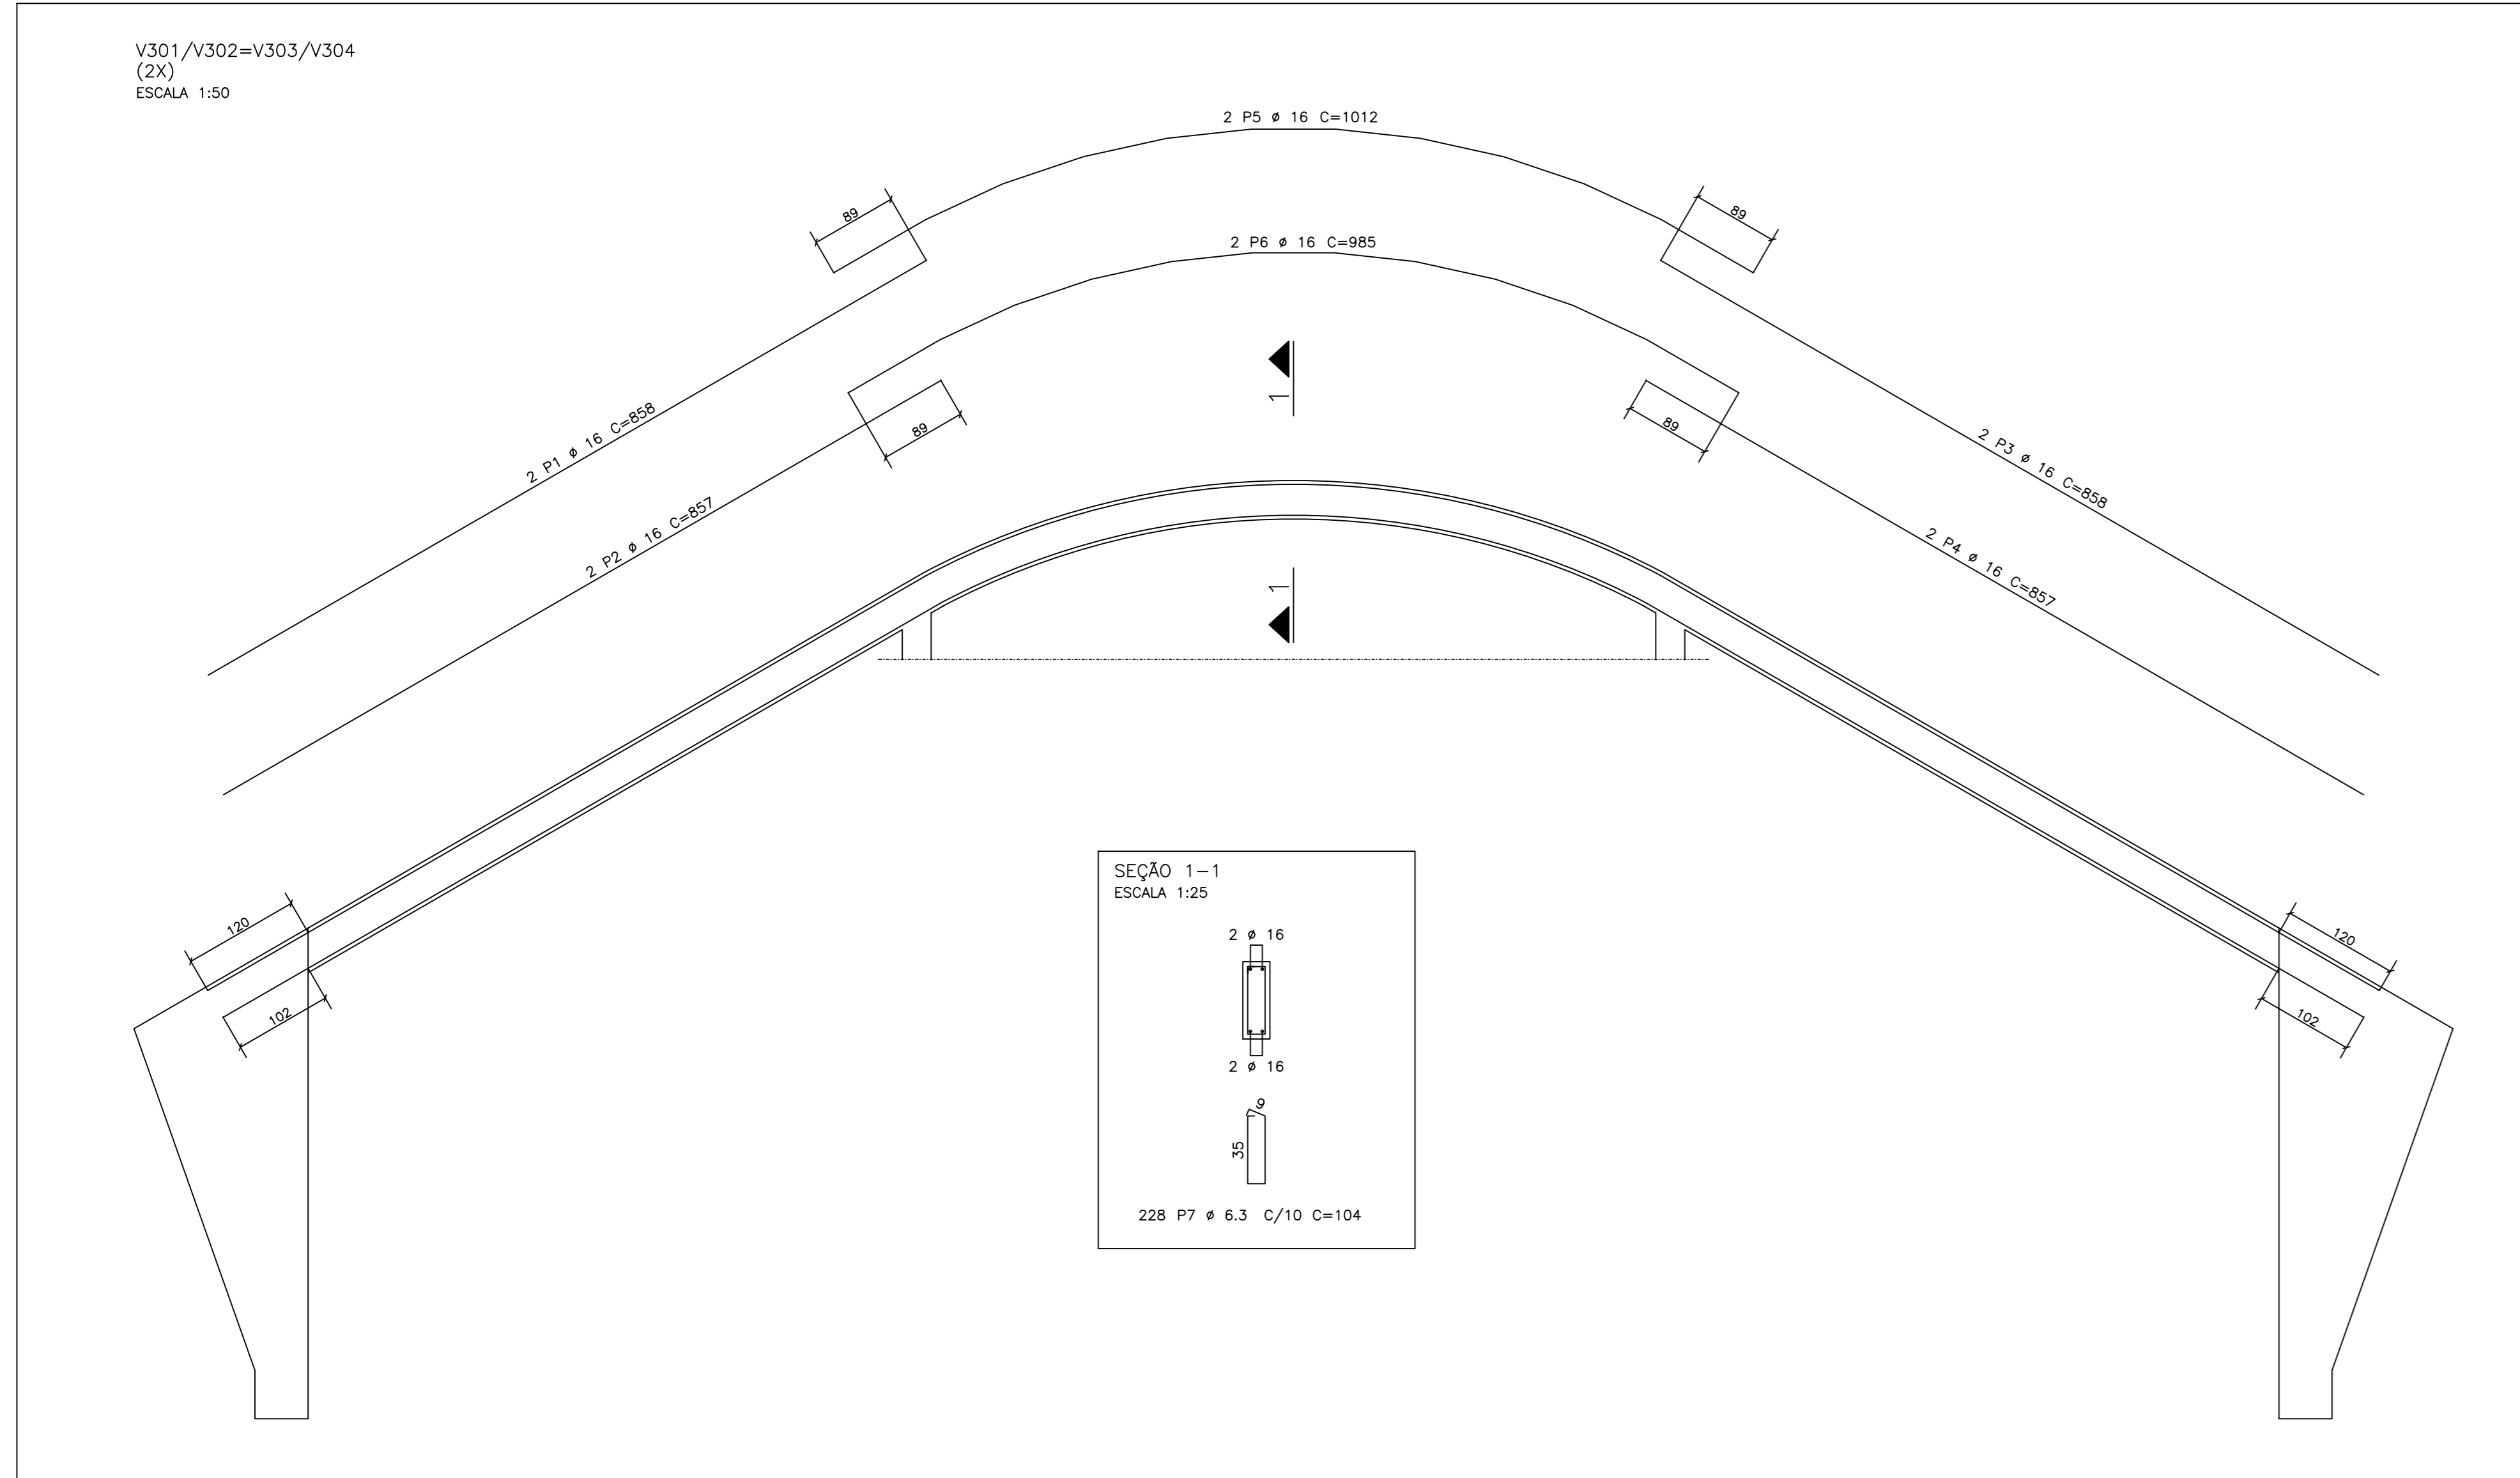 V301/V302=V303/V304
(2X)
ESCALA 1:50
2 P5 ø 16 C=1012
89
89
2 P6 ø 16 C=985
1
2 P1 ø 16 C=858
89
89
2 P3 ø 16 C=858
2 P2 ø 16 C=857
2 P4 ø 16 C=857
1
SEÇÃO 1-1
ESCALA 1:25
120
120
2 ø 16
102
102
2 ø 16
9
35
228 P7 ø 6.3 C/10 C=104